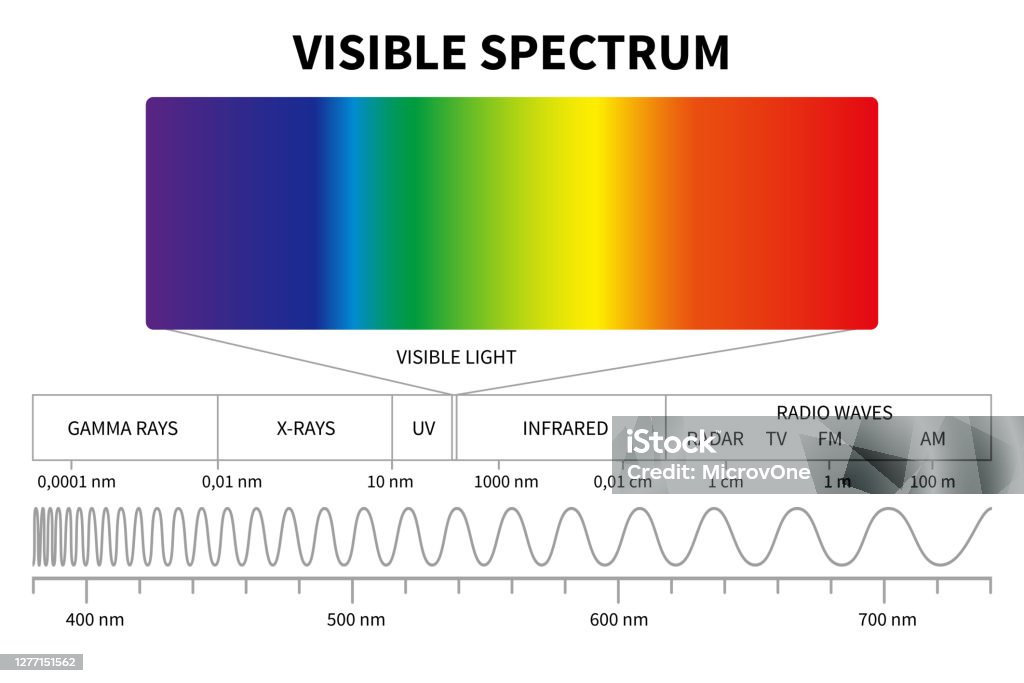 VISIBLE SPECTRUM
VISIBLE LIGHT
GAMMA RAYS X-RAYS UV INFRARED RADIO WAVES
RADAR TV FM AM
iStock
Credit: MicrovOne
0,0001 nm 0,01 nm 10 nm 1000 nm 0,01 cm 1 cm 1 m 100 m
400 nm 500 nm 600 nm 700 nm
1277151562